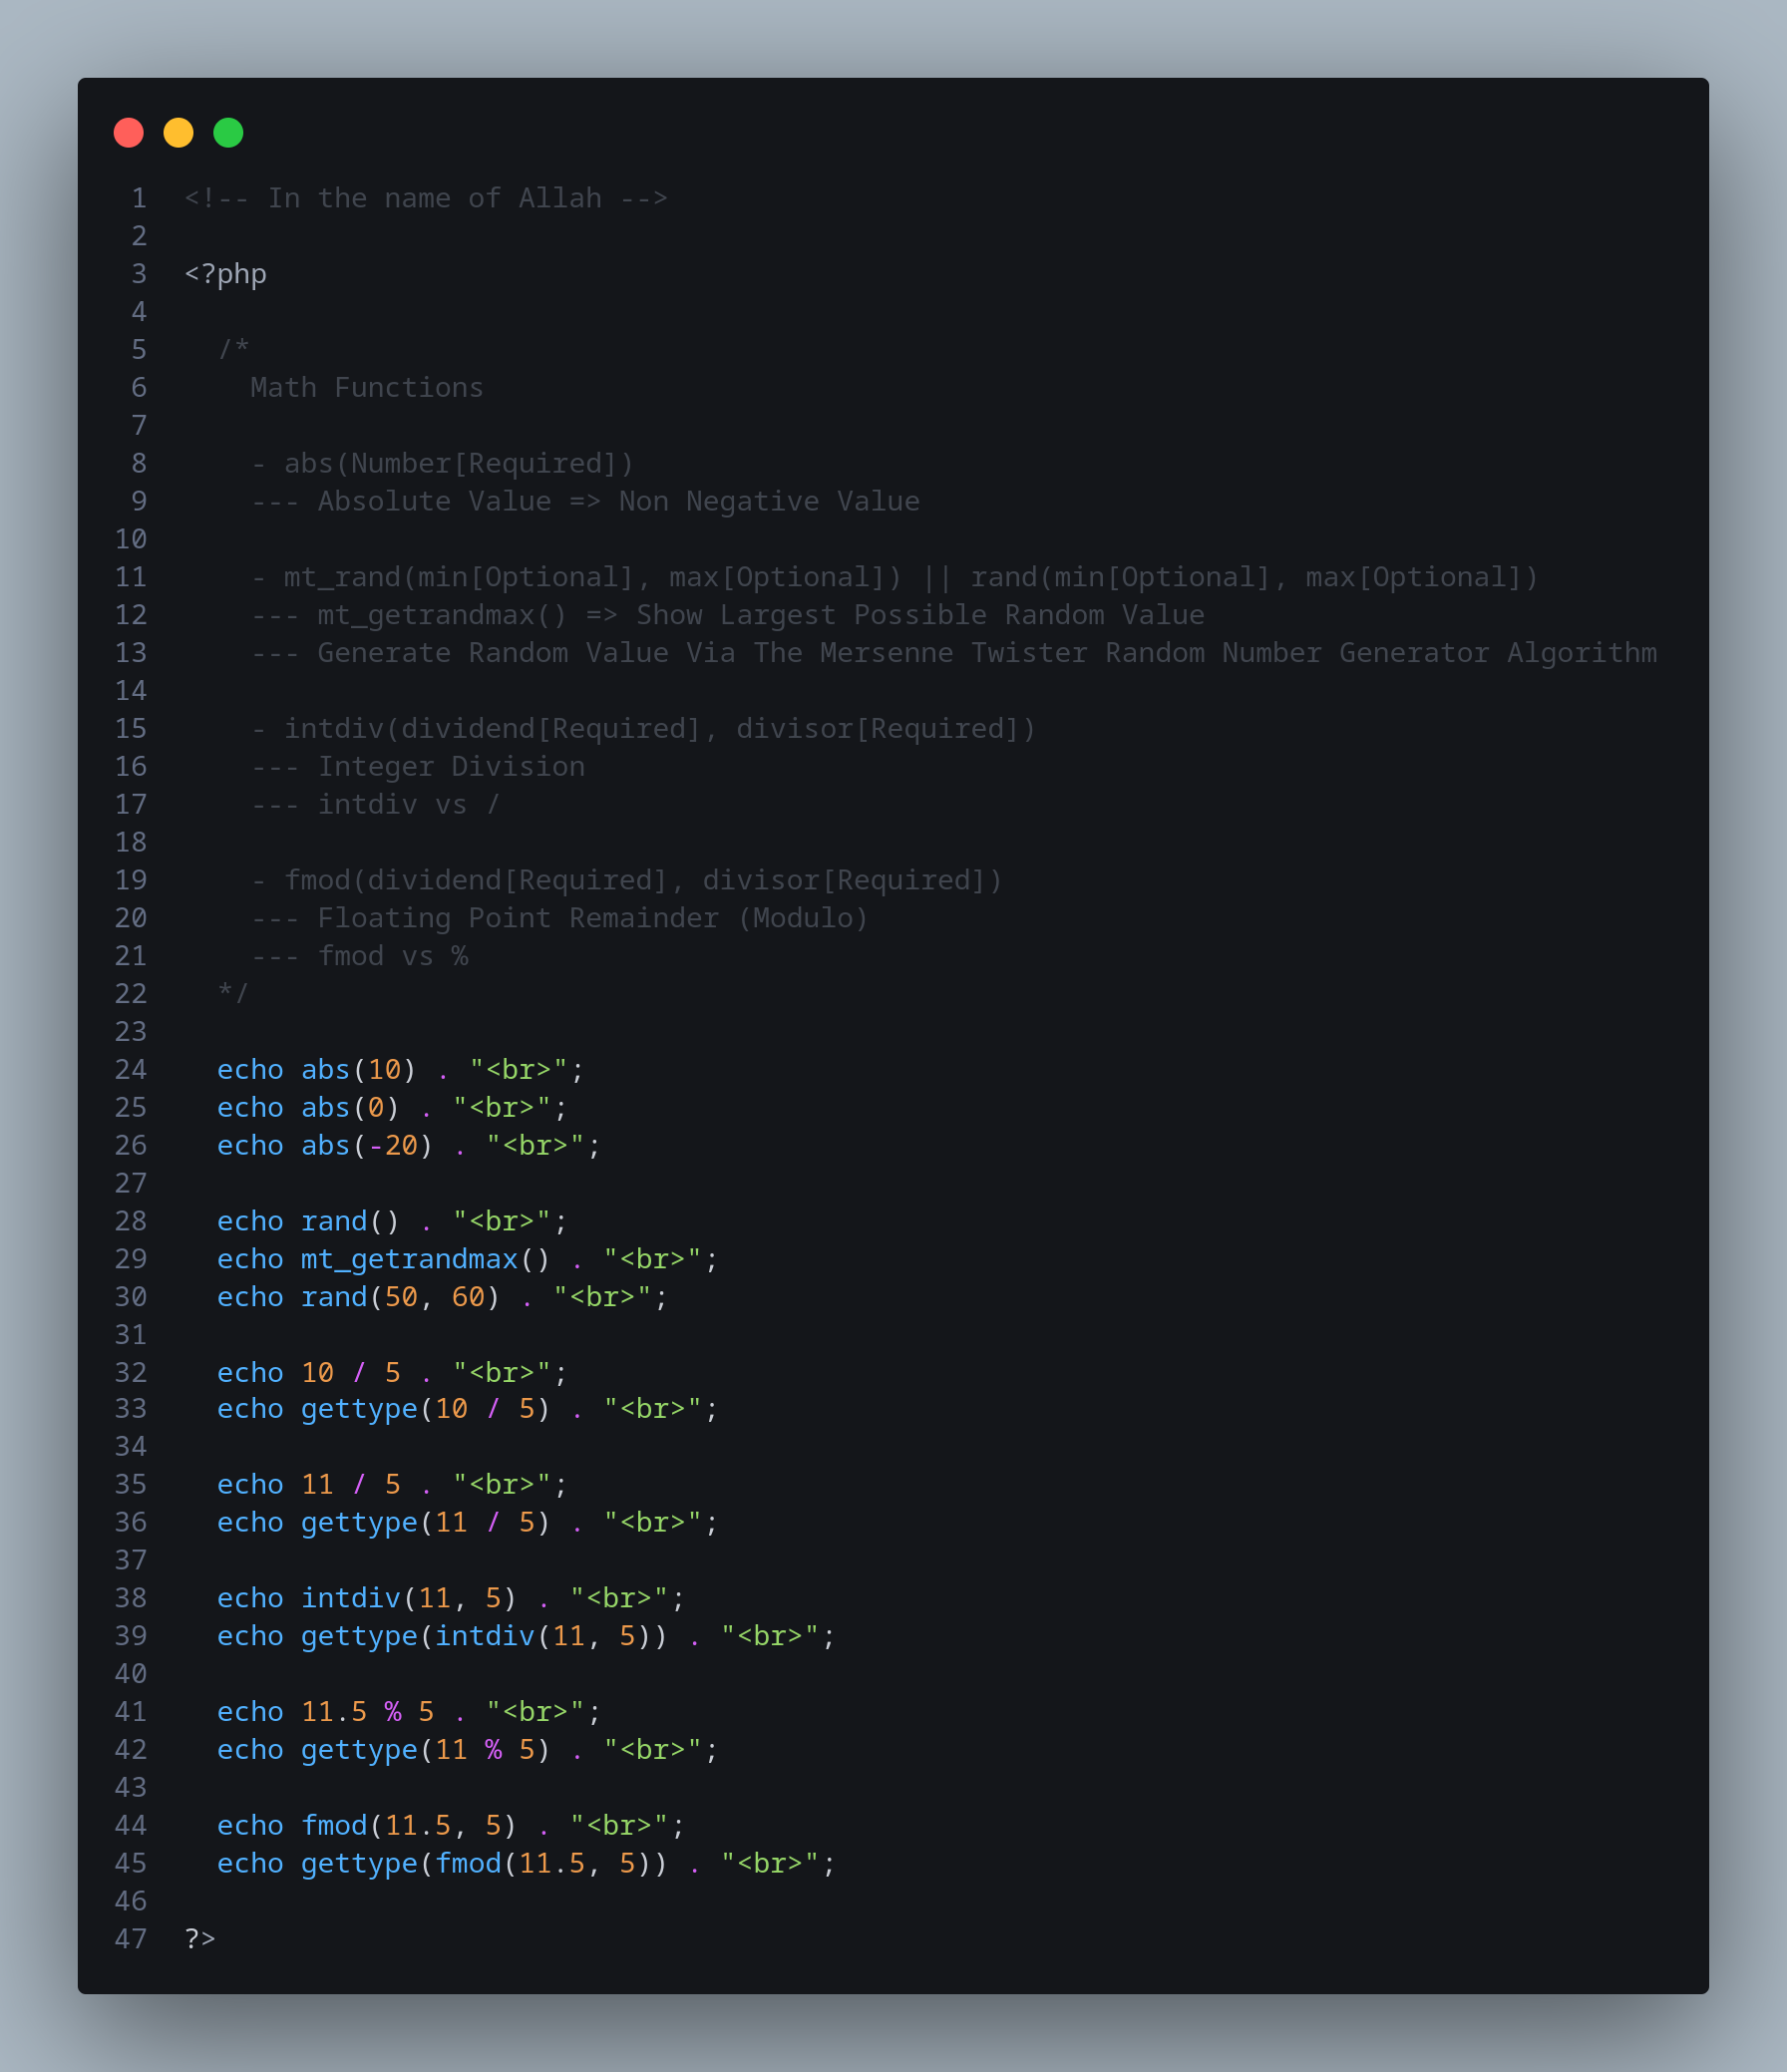 1 <!-- In the name of Allah -->
2
3 <?php
4
5   /*
6     Math Functions
7
8     - abs(Number[Required])
9     --- Absolute Value => Non Negative Value
10
11     - mt_rand(min[Optional], max[Optional]) || rand(min[Optional], max[Optional])
12     --- mt_getrandmax() => Show Largest Possible Random Value
13     --- Generate Random Value Via The Mersenne Twister Random Number Generator Algorithm
14
15     - intdiv(dividend[Required], divisor[Required])
16     --- Integer Division
17     --- intdiv vs /
18
19     - fmod(dividend[Required], divisor[Required])
20     --- Floating Point Remainder (Modulo)
21     --- fmod vs %
22   */
23
24   echo abs(10) . "<br>";
25   echo abs(0) . "<br>";
26   echo abs(-20) . "<br>";
27
28   echo rand() . "<br>";
29   echo mt_getrandmax() . "<br>";
30   echo rand(50, 60) . "<br>";
31
32   echo 10 / 5 . "<br>";
33   echo gettype(10 / 5) . "<br>";
34
35   echo 11 / 5 . "<br>";
36   echo gettype(11 / 5) . "<br>";
37
38   echo intdiv(11, 5) . "<br>";
39   echo gettype(intdiv(11, 5)) . "<br>";
40
41   echo 11.5 % 5 . "<br>";
42   echo gettype(11 % 5) . "<br>";
43
44   echo fmod(11.5, 5) . "<br>";
45   echo gettype(fmod(11.5, 5)) . "<br>";
46
47 ?>